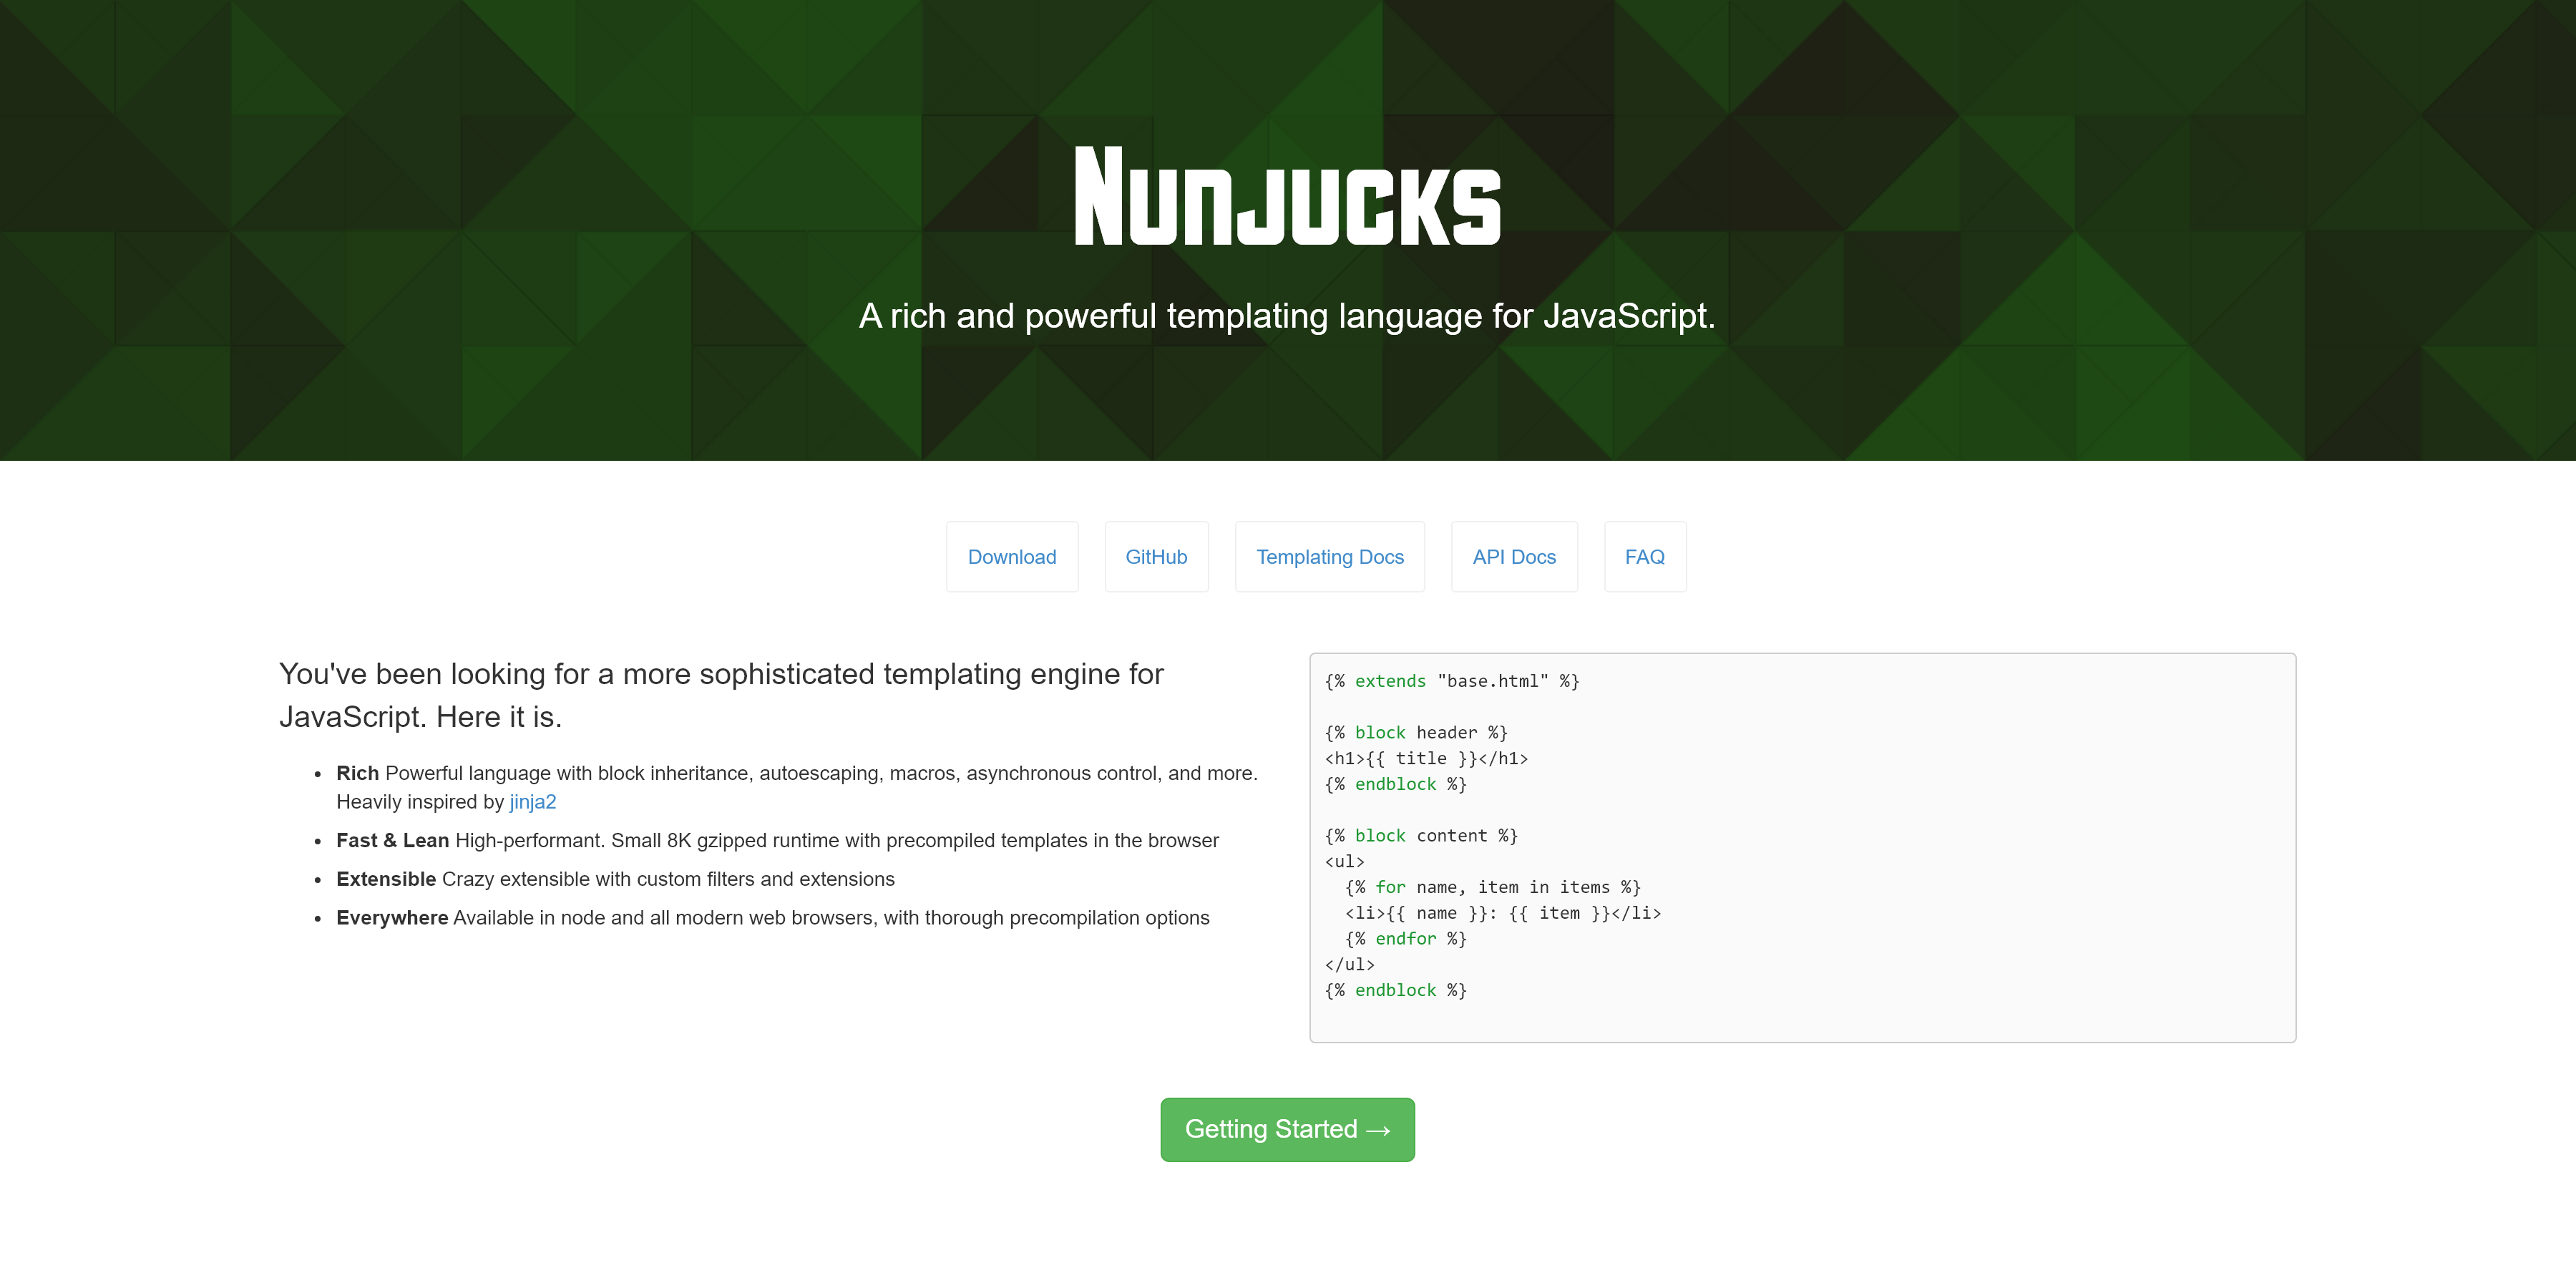 Nunjucks
A rich and powerful templating language for JavaScript.
Download GitHub Templating Docs API Docs FAQ
You've been looking for a more sophisticated templating engine for
JavaScript. Here it is.
• Rich Powerful language with block inheritance, autoescaping, macros, asynchronous control, and more.
Heavily inspired by jinja2
• Fast & Lean High-performant. Small 8K gzipped runtime with precompiled templates in the browser
• Extensible Crazy extensible with custom filters and extensions
• Everywhere Available in node and all modern web browsers, with thorough precompilation options
{% extends "base.html" %}
{% block header %}
<h1>{{ title }}</h1>
{% endblock %}
{% block content %}
<ul>
  {% for name, item in items %}
  <li>{{ name }}: {{ item }}</li>
  {% endfor %}
</ul>
{% endblock %}
Getting Started →